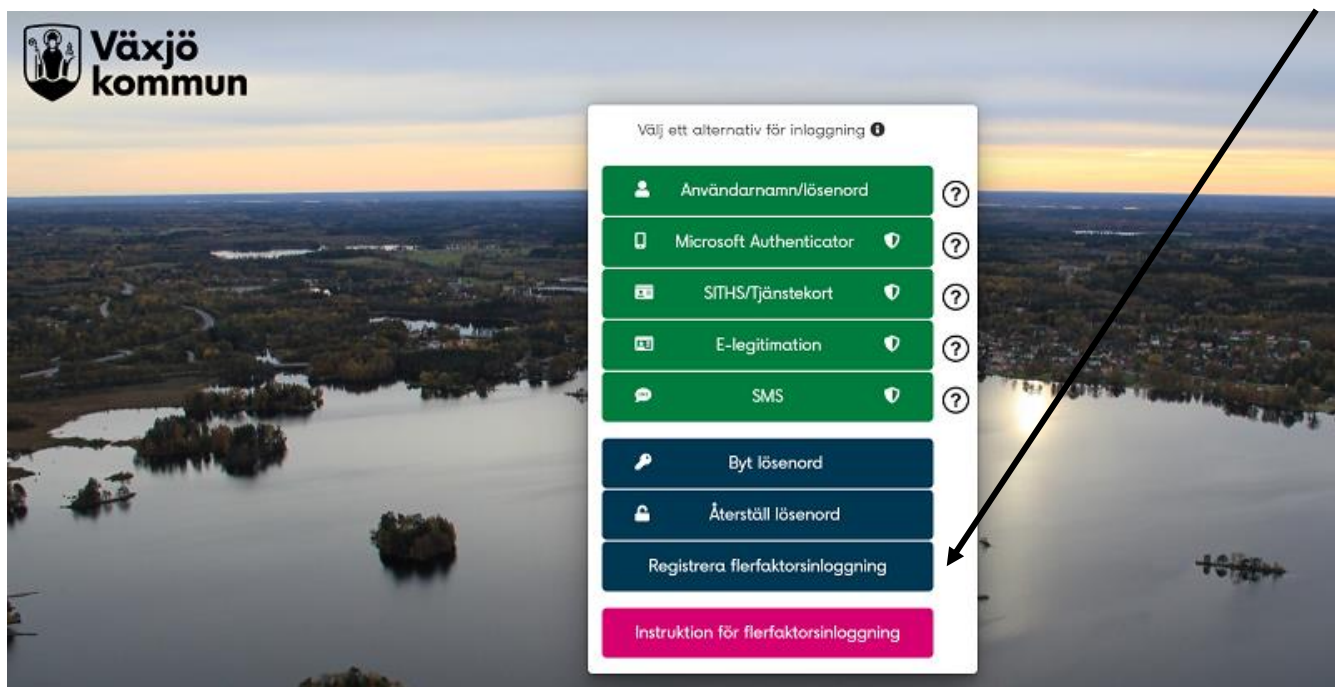 Växjö
kommun
Välj ett alternativ för inloggning
Användarnamn/lösenord
Microsoft Authenticator
SITHS/Tjänstekort
E-legitimation
SMS
Byt lösenord
Återställ lösenord
Registrera flerfaktorsinloggning
Instruktion för flerfaktorsinloggning